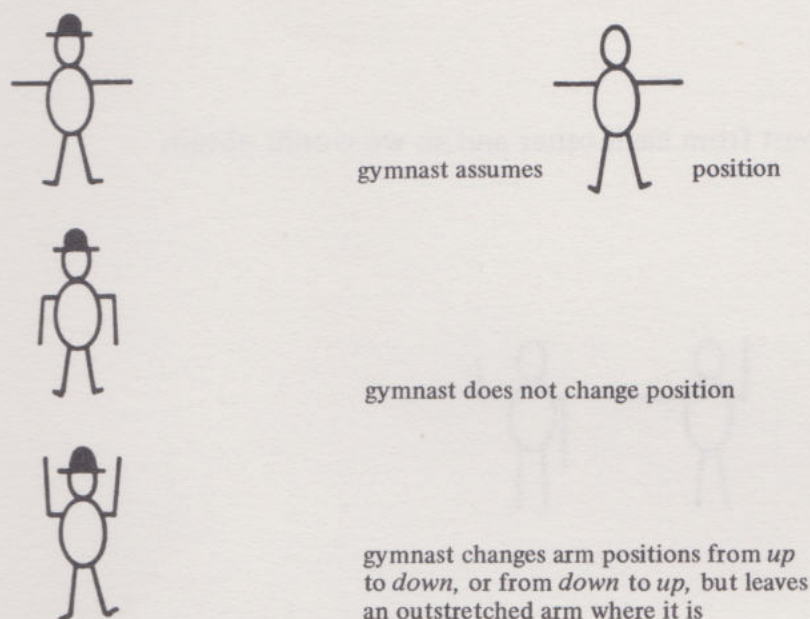 gymnast assumes position
gymnast does not change position
gymnast changes arm positions from up
to down, or from down to up, but leaves
an outstretched arm where it is